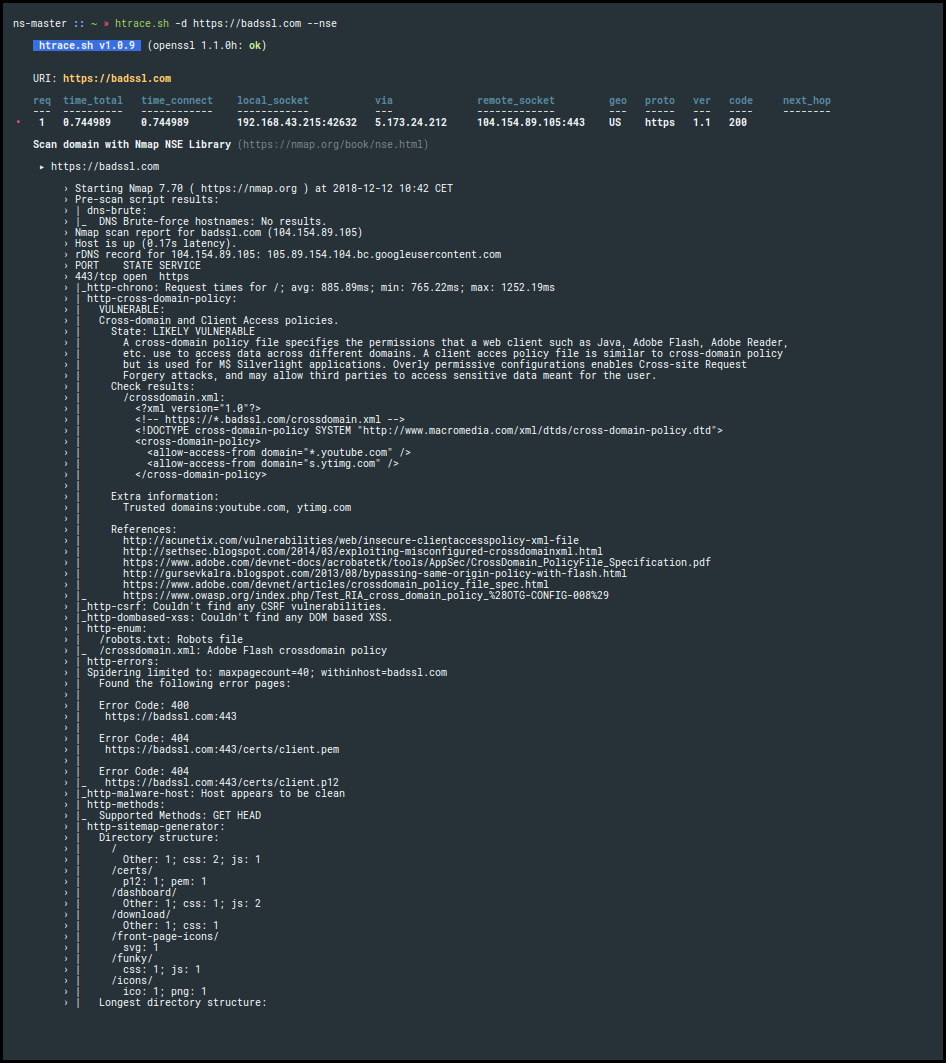 ns-master :: ~ » htrace.sh -d https://badssl.com --nse
htrace.sh v1.0.9 (openssl 1.1.0h: ok)
URI: https://badssl.com
req time_total time_connect local_socket via remote_socket geo proto ver code next_hop
--- ---------- ------------ ------------ --- ------------- --- ----- --- ---- --------
• 1 0.744989 0.744989 192.168.43.215:42632 5.173.24.212 104.154.89.105:443 US https 1.1 200
Scan domain with Nmap NSE Library (https://nmap.org/book/nse.html)
▸ https://badssl.com
› Starting Nmap 7.70 ( https://nmap.org ) at 2018-12-12 10:42 CET
› Pre-scan script results:
› | dns-brute:
› |_  DNS Brute-force hostnames: No results.
› Nmap scan report for badssl.com (104.154.89.105)
› Host is up (0.17s latency).
› rDNS record for 104.154.89.105: 105.89.154.104.bc.googleusercontent.com
› PORT    STATE SERVICE
› 443/tcp open  https
› |_http-chrono: Request times for /; avg: 885.89ms; min: 765.22ms; max: 1252.19ms
› | http-cross-domain-policy:
› |   VULNERABLE:
› |   Cross-domain and Client Access policies.
› |     State: LIKELY VULNERABLE
› |       A cross-domain policy file specifies the permissions that a web client such as Java, Adobe Flash, Adobe Reader,
› |       etc. use to access data across different domains. A client acces policy file is similar to cross-domain policy
› |       but is used for M$ Silverlight applications. Overly permissive configurations enables Cross-site Request
› |       Forgery attacks, and may allow third parties to access sensitive data meant for the user.
› |     Check results:
› |       /crossdomain.xml:
› |         <?xml version="1.0"?>
› |         <!-- https://*.badssl.com/crossdomain.xml -->
› |         <!DOCTYPE cross-domain-policy SYSTEM "http://www.macromedia.com/xml/dtds/cross-domain-policy.dtd">
› |         <cross-domain-policy>
› |           <allow-access-from domain="*.youtube.com" />
› |           <allow-access-from domain="s.ytimg.com" />
› |         </cross-domain-policy>
› |
› |     Extra information:
› |       Trusted domains:youtube.com, ytimg.com
› |
› |     References:
› |       http://acunetix.com/vulnerabilities/web/insecure-clientaccesspolicy-xml-file
› |       http://sethsec.blogspot.com/2014/03/exploiting-misconfigured-crossdomainxml.html
› |       https://www.adobe.com/devnet-docs/acrobatetk/tools/AppSec/CrossDomain_PolicyFile_Specification.pdf
› |       http://gursevkalra.blogspot.com/2013/08/bypassing-same-origin-policy-with-flash.html
› |       https://www.adobe.com/devnet/articles/crossdomain_policy_file_spec.html
› |_      https://www.owasp.org/index.php/Test_RIA_cross_domain_policy_%28OTG-CONFIG-008%29
› |_http-csrf: Couldn't find any CSRF vulnerabilities.
› |_http-dombased-xss: Couldn't find any DOM based XSS.
› | http-enum:
› |   /robots.txt: Robots file
› |_  /crossdomain.xml: Adobe Flash crossdomain policy
› | http-errors:
› | Spidering limited to: maxpagecount=40; withinhost=badssl.com
› |   Found the following error pages:
› |
› |   Error Code: 400
› |    https://badssl.com:443
› |
› |   Error Code: 404
› |    https://badssl.com:443/certs/client.pem
› |
› |   Error Code: 404
› |_   https://badssl.com:443/certs/client.p12
› |_http-malware-host: Host appears to be clean
› | http-methods:
› |_  Supported Methods: GET HEAD
› | http-sitemap-generator:
› |   Directory structure:
› |     /
› |       Other: 1; css: 2; js: 1
› |     /certs/
› |       p12: 1; pem: 1
› |     /dashboard/
› |       Other: 1; css: 1; js: 2
› |     /download/
› |       Other: 1; css: 1
› |     /front-page-icons/
› |       svg: 1
› |     /funky/
› |       css: 1; js: 1
› |     /icons/
› |       ico: 1; png: 1
› |   Longest directory structure: